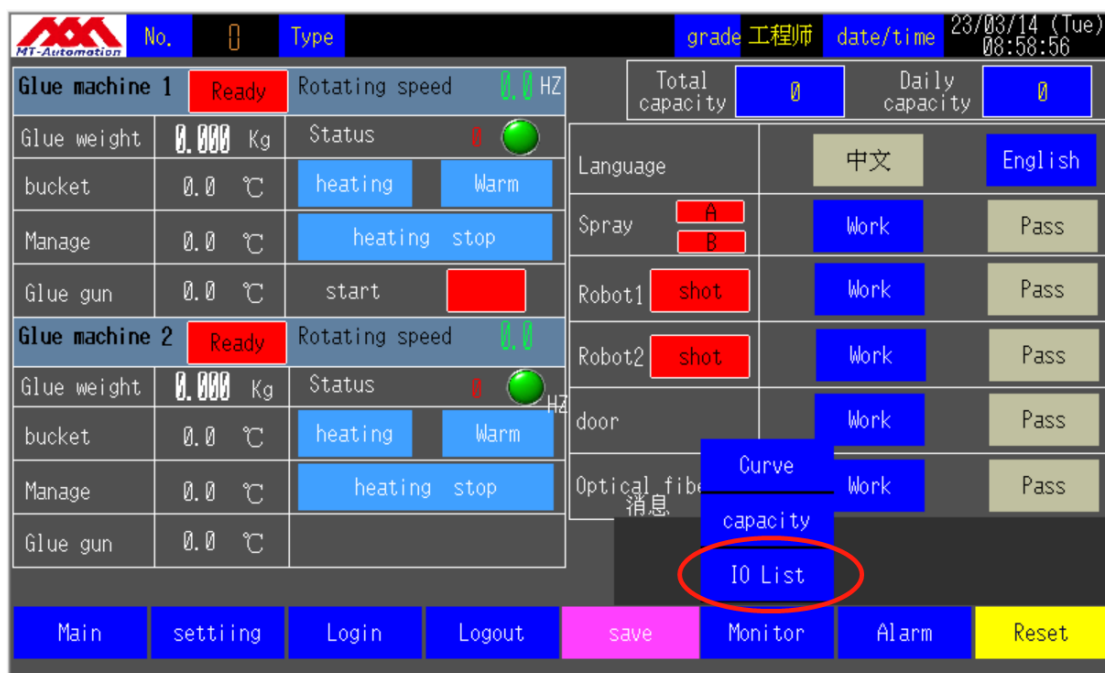 MT-Automation
No. 0 Type grade 工程师 date/time 23/03/14 (Tue)
08:58:56
Glue machine 1 Ready Rotating speed 0.0 HZ
Total capacity 0 Daily capacity 0
Glue weight 0.000 Kg Status 0
bucket 0.0 ℃ heating Warm
Manage 0.0 ℃ heating stop
Glue gun 0.0 ℃ start
Glue machine 2 Ready Rotating speed 0.0
HZ
Glue weight 0.000 Kg Status 0
bucket 0.0 ℃ heating Warm
Manage 0.0 ℃ heating stop
Glue gun 0.0 ℃
Language 中文 English
Spray A B Work Pass
Robot1 shot Work Pass
Robot2 shot Work Pass
door Work Pass
Optical fibe Work Pass
消息
Curve
capacity
IO List
Main settiing Login Logout save Monitor Alarm Reset